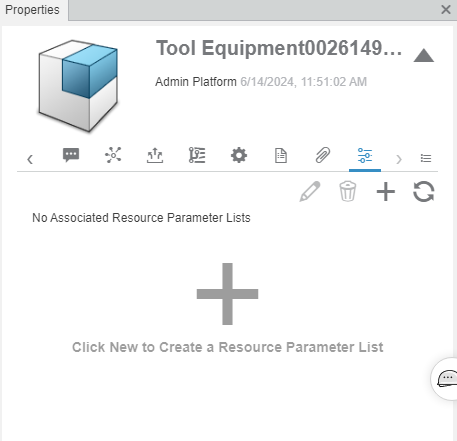 Properties
Tool Equipment0026149...
Admin Platform 6/14/2024, 11:51:02 AM
No Associated Resource Parameter Lists
Click New to Create a Resource Parameter List